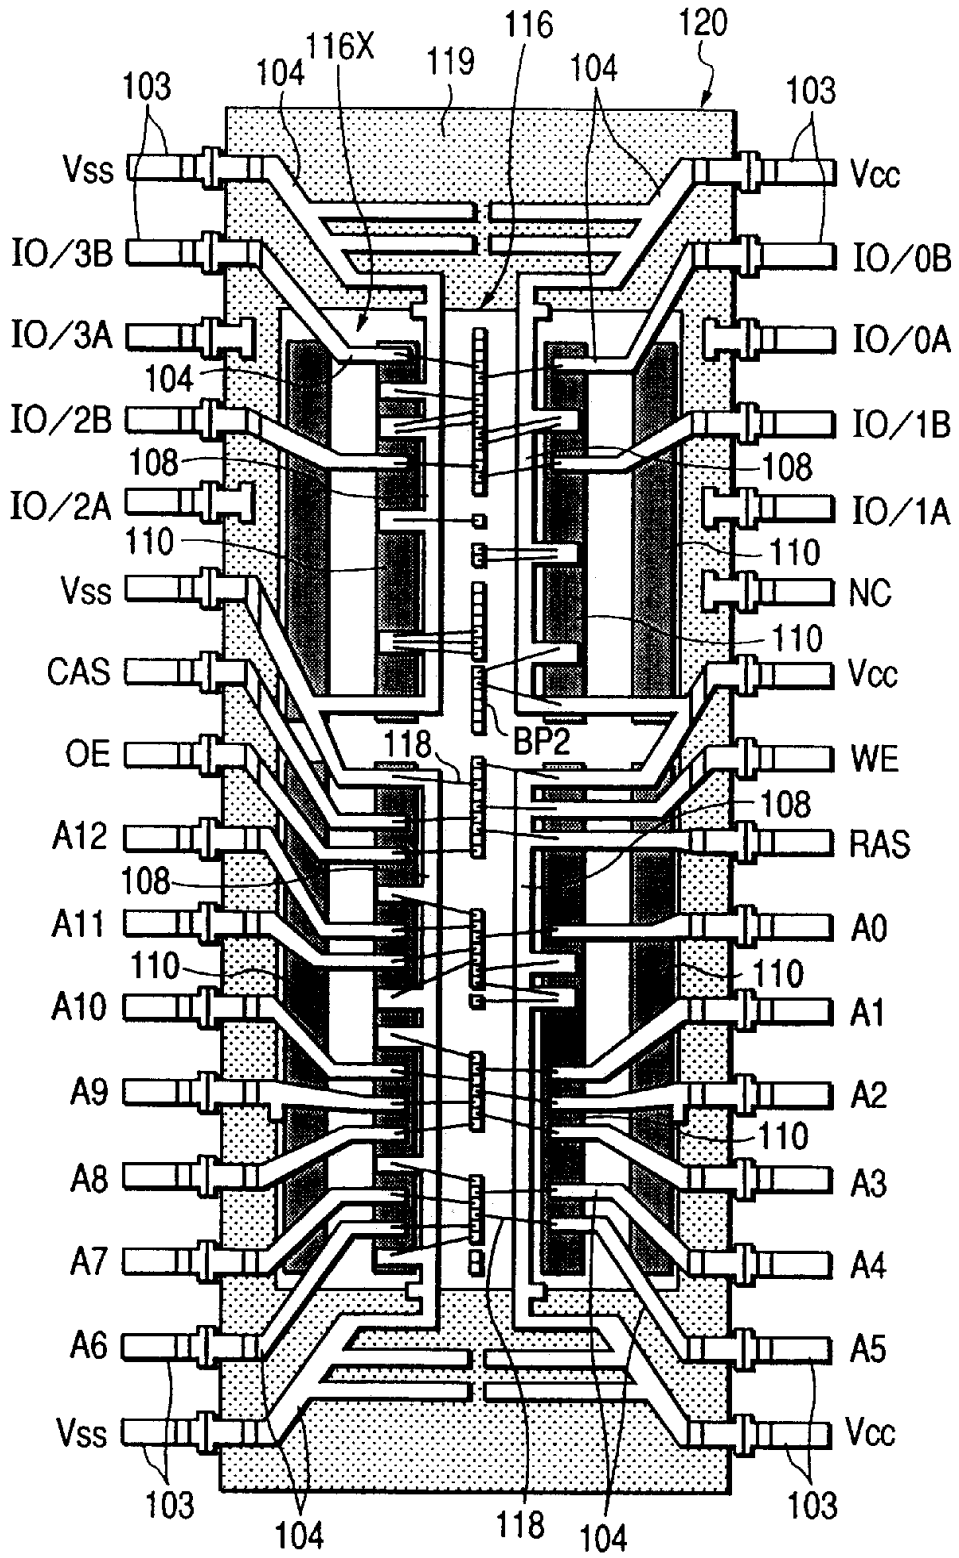 116X
116
120
104
119
104
103
103
Vss
Vcc
IO/3B
IO/0B
IO/3A
IO/0A
104
IO/2B
IO/1B
108
108
IO/2A
IO/1A
110
110
Vss
NC
110
CAS
Vcc
118
BP2
OE
WE
108
A12
RAS
108
A11
A0
110
110
A10
A1
A9
A2
110
A8
A3
A7
A4
A6
A5
Vss
Vcc
103
103
104
118
104